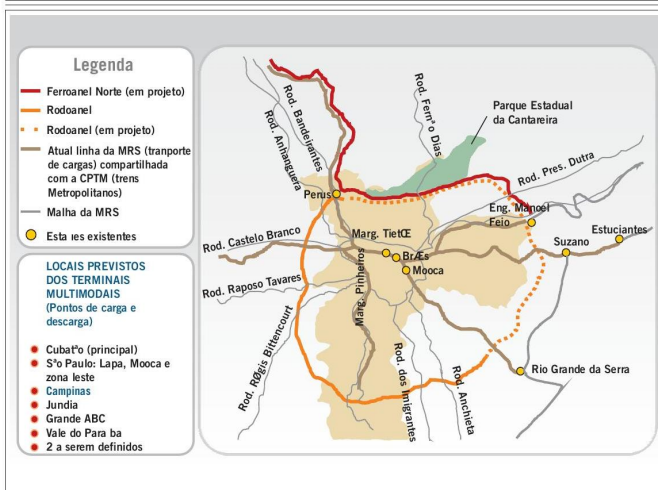 Legenda
Ferroanel Norte (em projeto)
Rodoanel
Rodoanel (em projeto)
Atual linha da MRS (tranporte
de cargas) compartilhada
com a CPTM (trens
Metropolitanos)
Malha da MRS
Esta ıes existentes
LOCAIS PREVISTOS
DOS TERMINAIS
MULTIMODAIS
(Pontos de carga e
descarga)
Cubatªo (principal)
Sªo Paulo: Lapa, Mooca e
zona leste
Campinas
Jundia
Grande ABC
Vale do Para ba
2 a serem definidos
Rod. Bandeirantes
Rod. Anhanguera
Rod. Fernª o Dias
Parque Estadual
da Cantareira
Rod. Pres. Dutra
Perus
Eng. Manoel
Feio
Estuciantes
Suzano
Marg. TietŒ
BrÆs
Mooca
Rod. Castelo Branco
Rod. Raposo Tavares
Marg. Pinheiros
Rod. RØgis Bittencourt
Rod. dos Imigrantes
Rod. Anchieta
Rio Grande da Serra